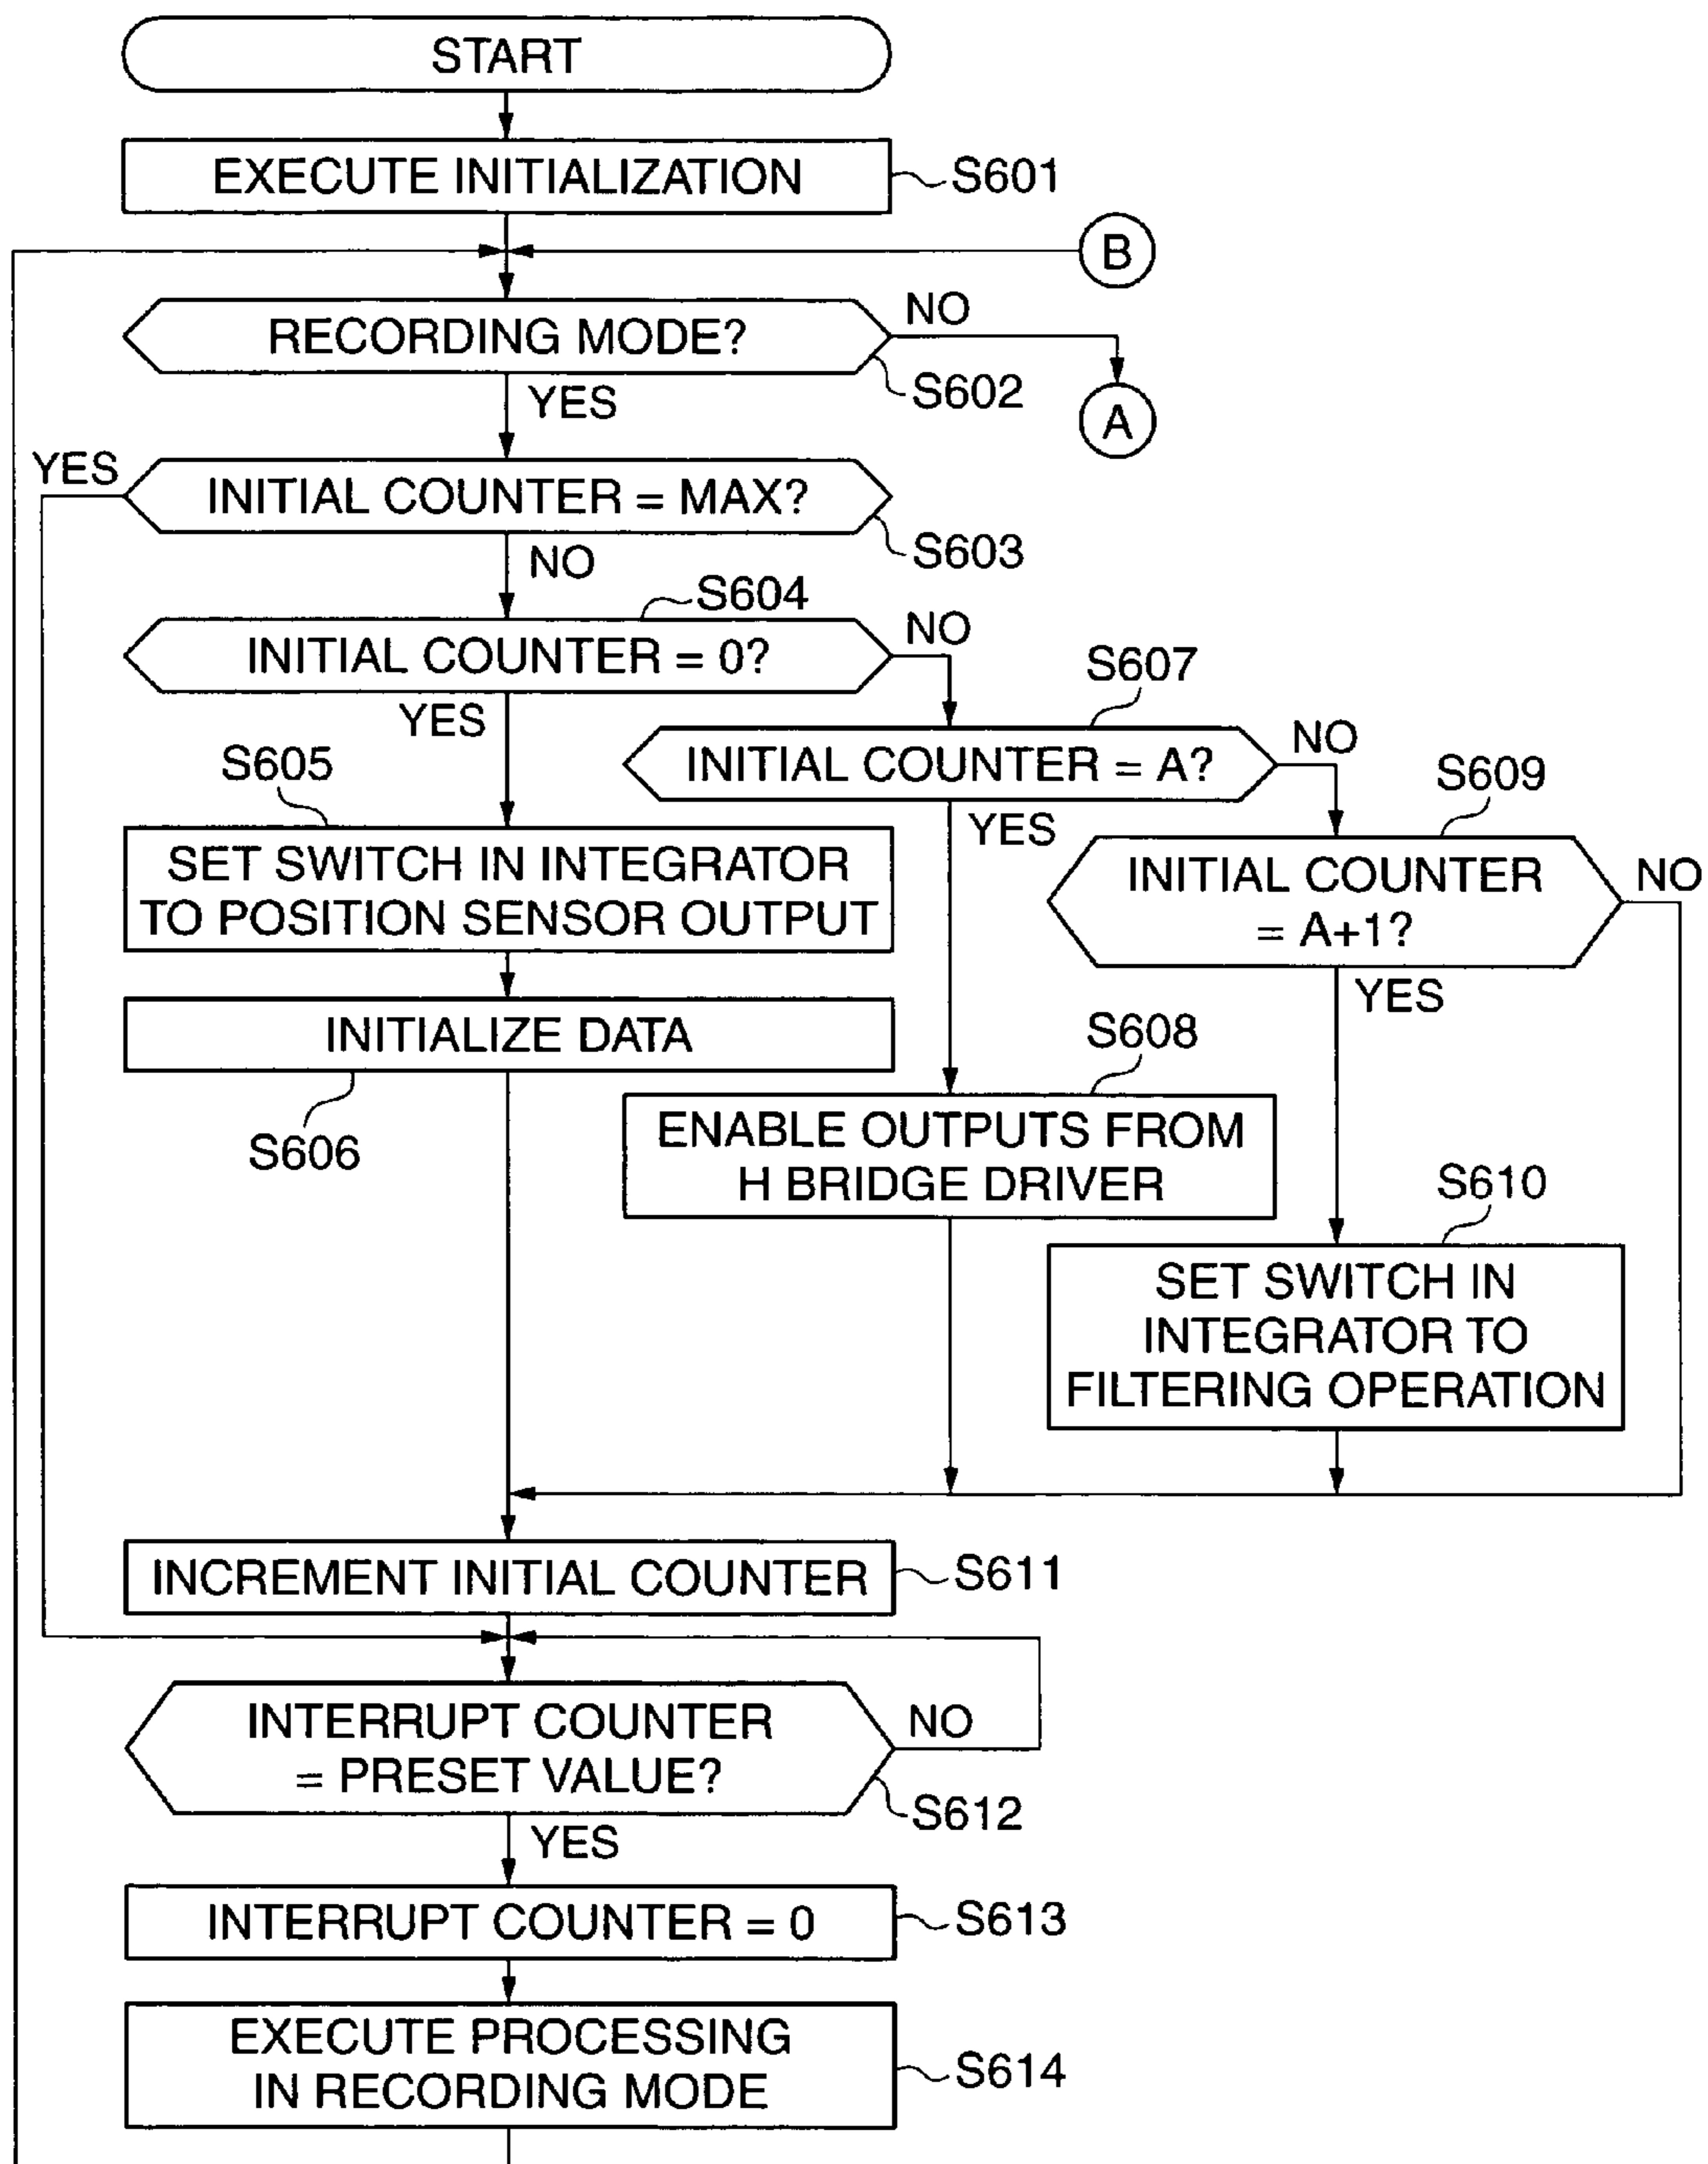 START
EXECUTE INITIALIZATION
S601
B
RECORDING MODE?
NO
S602
A
YES
YES
INITIAL COUNTER = MAX?
S603
NO
S604
INITIAL COUNTER = 0?
NO
YES
S607
INITIAL COUNTER = A?
NO
YES
S605
SET SWITCH IN INTEGRATOR
TO POSITION SENSOR OUTPUT
S609
INITIAL COUNTER
= A+1?
NO
YES
INITIALIZE DATA
S606
S608
ENABLE OUTPUTS FROM
H BRIDGE DRIVER
S610
SET SWITCH IN
INTEGRATOR TO
FILTERING OPERATION
INCREMENT INITIAL COUNTER
S611
INTERRUPT COUNTER
= PRESET VALUE?
NO
S612
YES
INTERRUPT COUNTER = 0
S613
EXECUTE PROCESSING
IN RECORDING MODE
S614